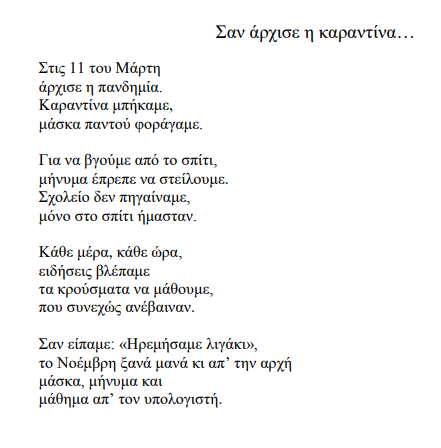 Σαν άρχισε η καραντίνα…
Στις 11 του Μάρτη
άρχισε η πανδημία.
Καραντίνα μπήκαμε,
μάσκα παντού φοράγαμε.
Για να βγούμε από το σπίτι,
μήνυμα έπρεπε να στείλουμε.
Σχολείο δεν πηγαίναμε,
μόνο στο σπίτι ήμασταν.
Κάθε μέρα, κάθε ώρα,
ειδήσεις βλέπαμε
τα κρούσματα να μάθουμε,
που συνεχώς ανέβαιναν.
Σαν είπαμε: «Ηρεμήσαμε λιγάκι»,
το Νοέμβρη ξανά μανά κι απ’ την αρχή
μάσκα, μήνυμα και
μάθημα απ’ τον υπολογιστή.